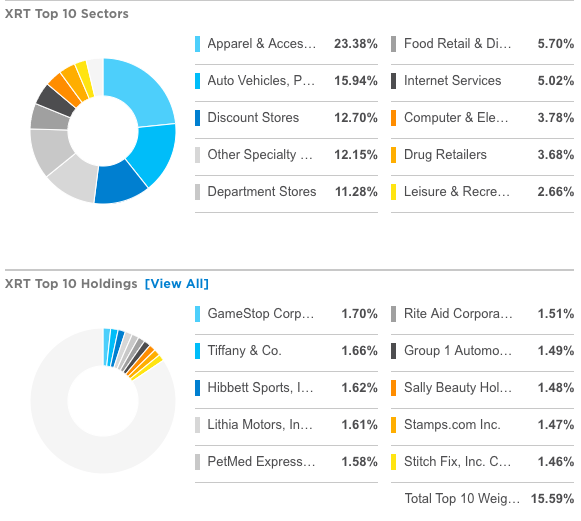 XRT Top 10 Sectors
Apparel & Acces… 23.38%
Auto Vehicles, P… 15.94%
Discount Stores 12.70%
Other Specialty … 12.15%
Department Stores 11.28%
Food Retail & Di… 5.70%
Internet Services 5.02%
Computer & Ele… 3.78%
Drug Retailers 3.68%
Leisure & Recre… 2.66%
XRT Top 10 Holdings [View All]
GameStop Corp… 1.70%
Tiffany & Co. 1.66%
Hibbett Sports, I… 1.62%
Lithia Motors, In… 1.61%
PetMed Express… 1.58%
Rite Aid Corpora… 1.51%
Group 1 Automo… 1.49%
Sally Beauty Hol… 1.48%
Stamps.com Inc. 1.47%
Stitch Fix, Inc. C… 1.46%
Total Top 10 Weig… 15.59%